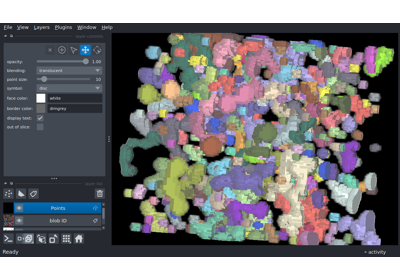 File View Layers Plugins Window Help
opacity: 1.00
blending: translucent
point size: 10
symbol: disc
face color: white
border color: dimgrey
display text: ✓
out of slice:
Points
blob ID
Ready activity